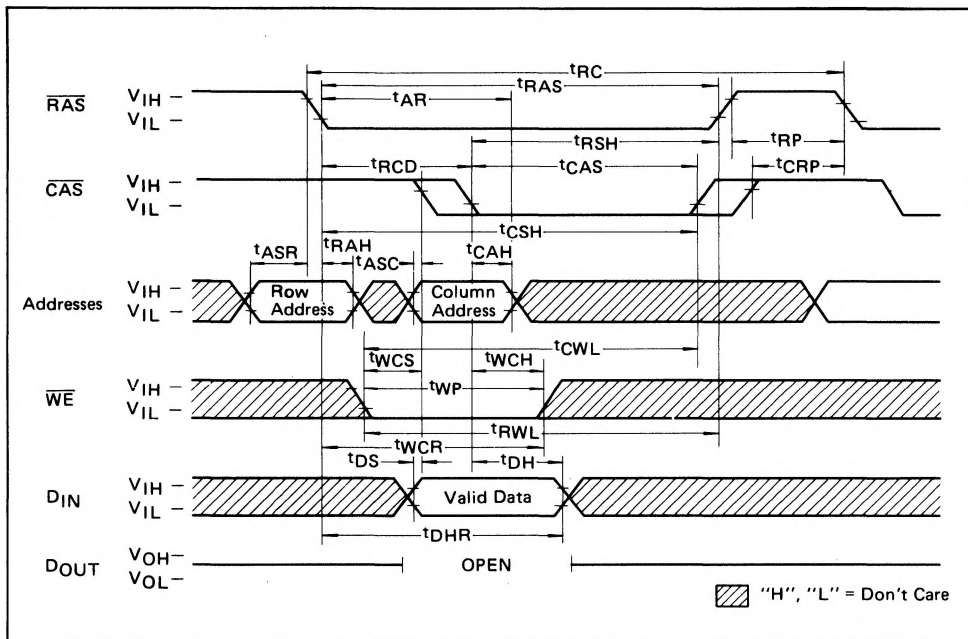 tRC
tRAS
tAR
RAS
VIH
VIL
tRSH
tRP
tRCD
tCAS
tCRP
CAS
VIH
VIL
tCSH
tASR
tRAH
tASC
tCAH
Addresses
VIH
VIL
Row
Address
Column
Address
tCWL
tWCS
tWCH
tWP
WE
VIH
VIL
tRWL
tWCR
tDS
tDH
DIN
VIH
VIL
Valid Data
tDHR
DOUT
VOH
VOL
OPEN
"H", "L" = Don't Care